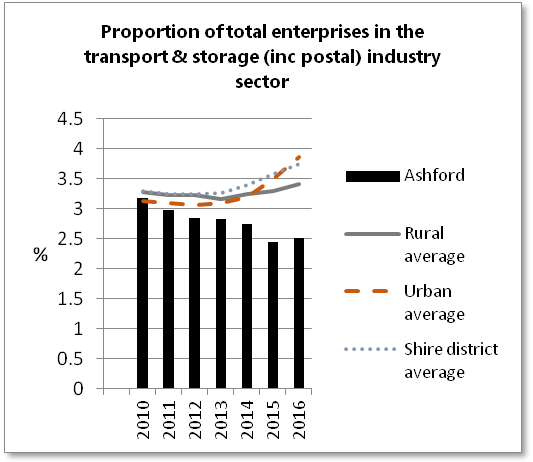 Proportion of total enterprises in the
transport & storage (inc postal) industry
sector
4.5
4
3.5
3
2.5
2
1.5
1
0.5
0
%
2010
2011
2012
2013
2014
2015
2016
Ashford
Rural
average
Urban
average
Shire district
average